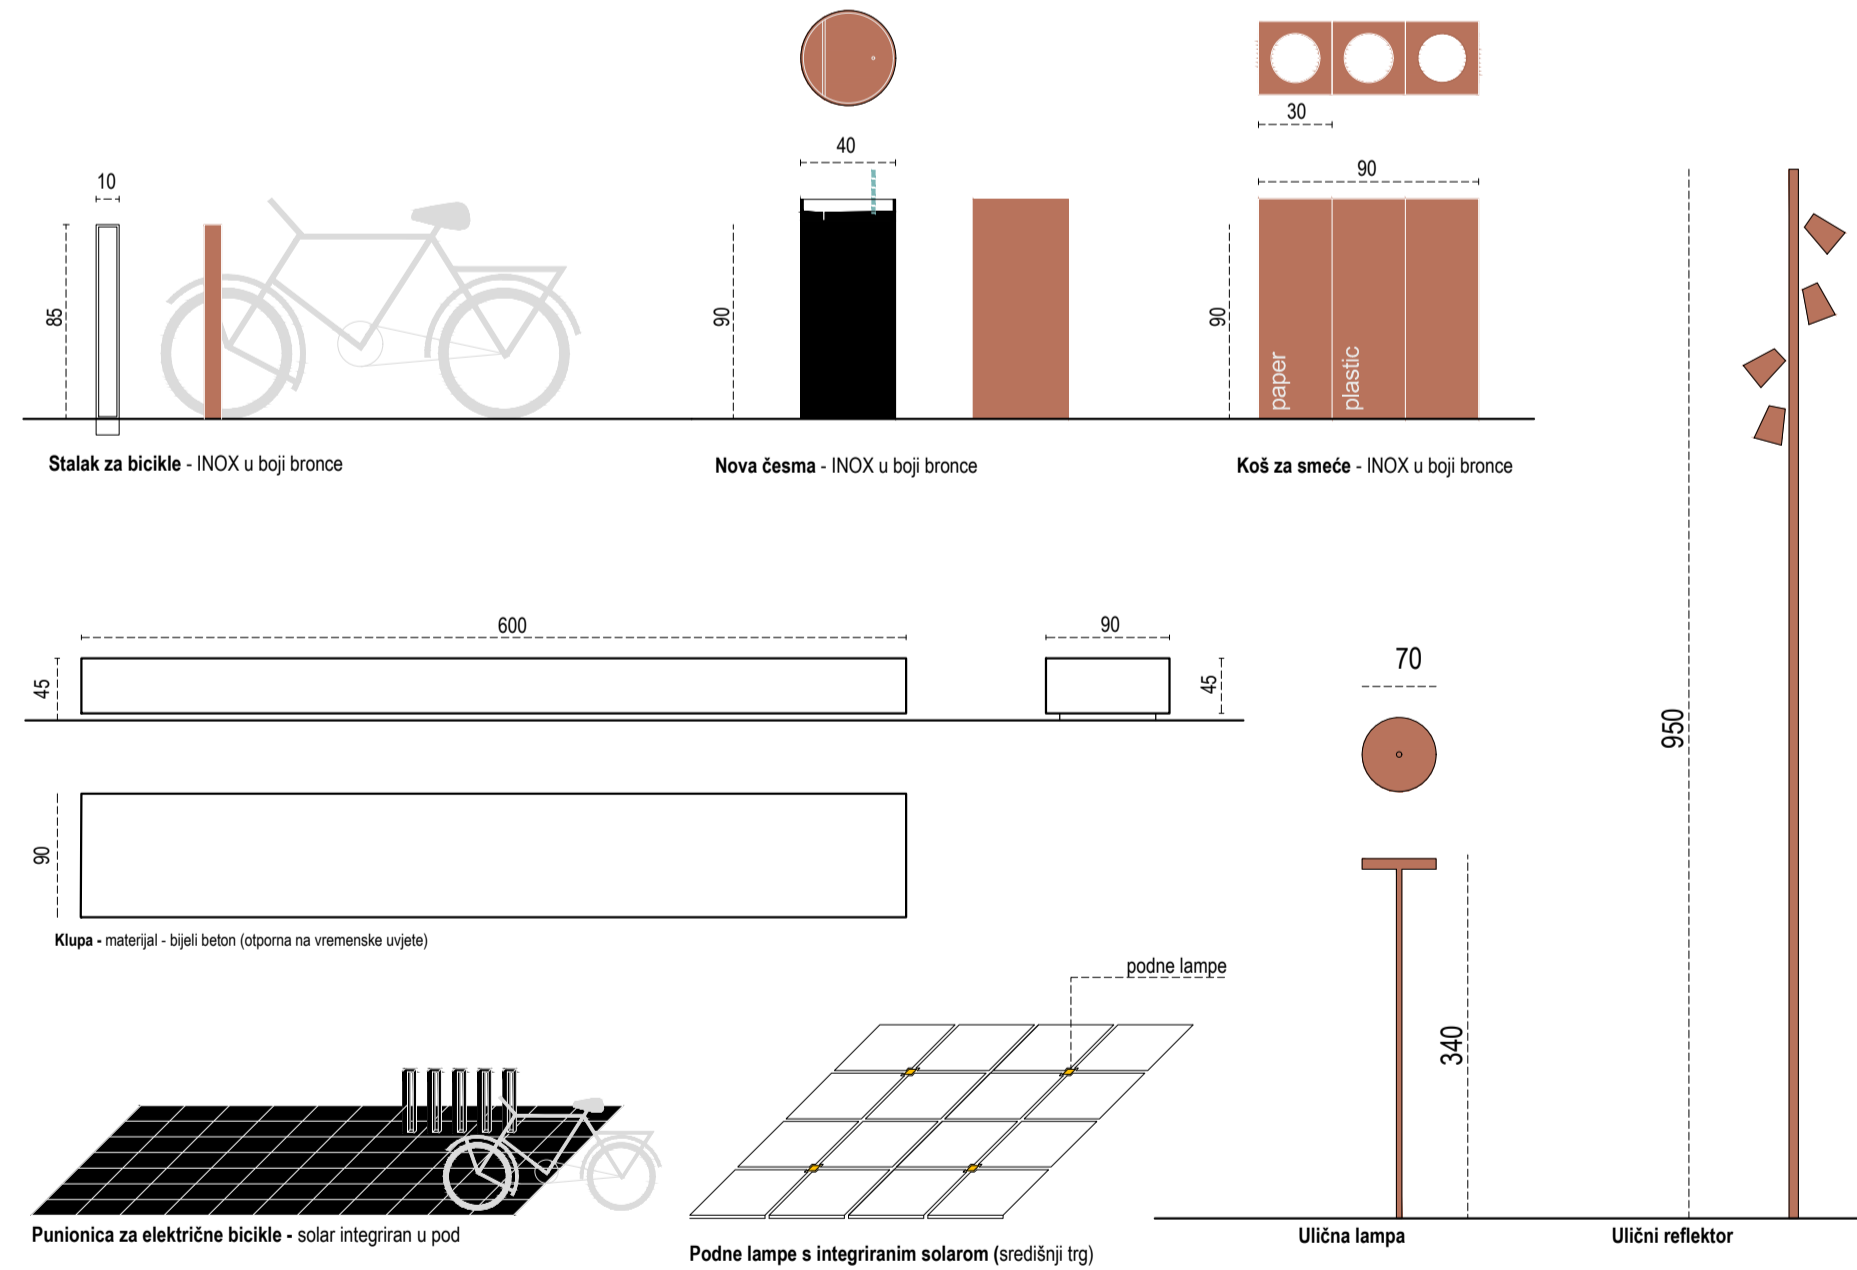 10
85
Stalak za bicikle - INOX u boji bronce
40
90
Nova česma - INOX u boji bronce
30
90
90
paper
plastic
Koš za smeće - INOX u boji bronce
600
90
45
45
90
Klupa - materijal - bijeli beton (otporna na vremenske uvjete)
70
340
Ulična lampa
950
Ulični reflektor
Punionica za električne bicikle - solar integriran u pod
podne lampe
Podne lampe s integriranim solarom (središnji trg)